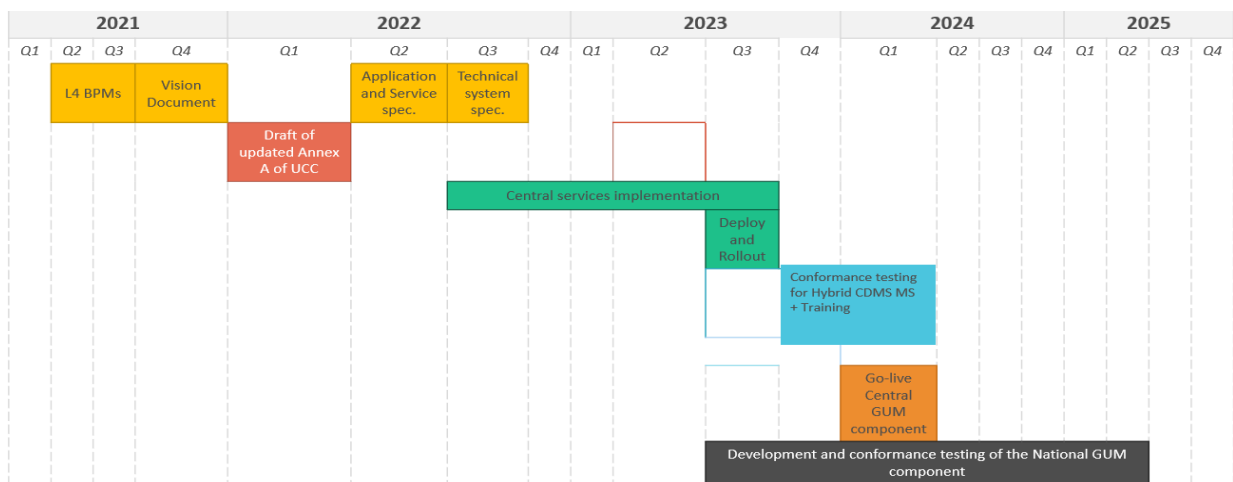 2021 2022 2023 2024 2025
Q1 Q2 Q3 Q4 Q1 Q2 Q3 Q4 Q1 Q2 Q3 Q4 Q1 Q2 Q3 Q4 Q1 Q2 Q3 Q4
L4 BPMs
Vision
Document
Application
and Service
spec.
Technical
system
spec.
Draft of
updated Annex
A of UCC
Central services implementation
Deploy
and
Rollout
Conformance testing
for Hybrid CDMS MS
+ Training
Go-live
Central
GUM
component
Development and conformance testing of the National GUM
component